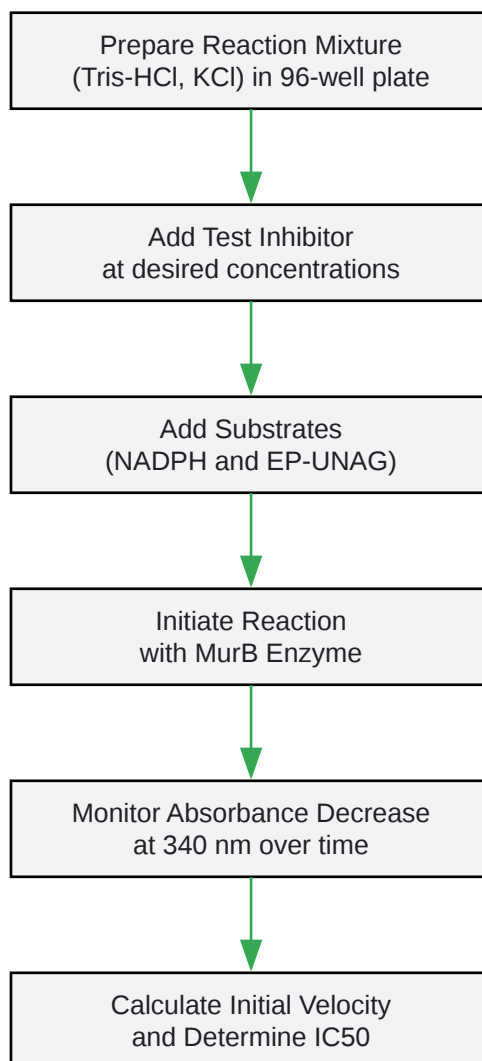 Prepare Reaction Mixture
(Tris-HCl, KCl) in 96-well plate
Add Test Inhibitor
at desired concentrations
Add Substrates
(NADPH and EP-UNAG)
Initiate Reaction
with MurB Enzyme
Monitor Absorbance Decrease
at 340 nm over time
Calculate Initial Velocity
and Determine IC50